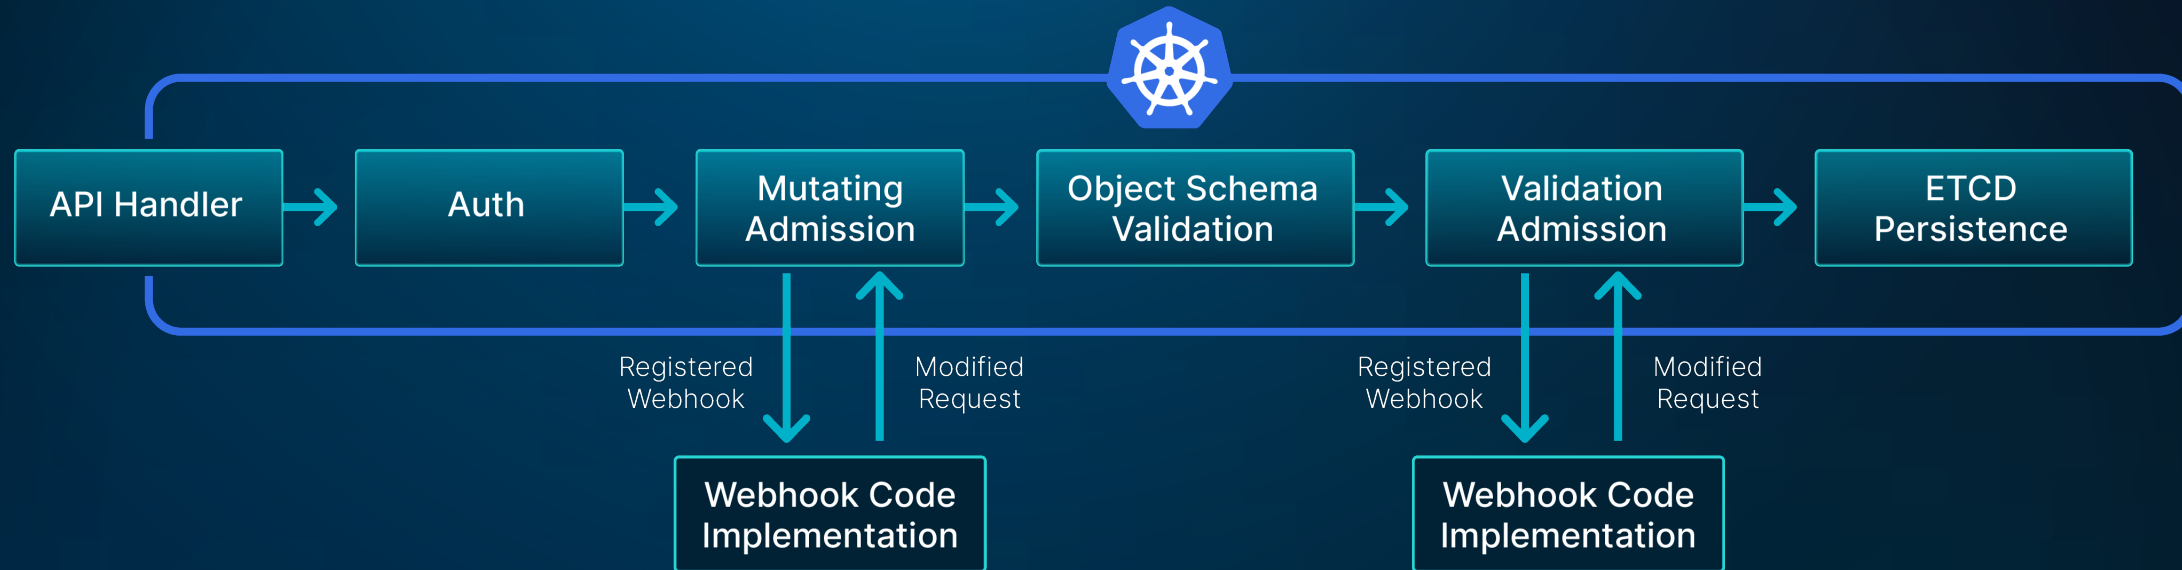 API Handler
Auth
Mutating
Admission
Object Schema
Validation
Validation
Admission
ETCD
Persistence
Registered
Webhook
Modified
Request
Registered
Webhook
Modified
Request
Webhook Code
Implementation
Webhook Code
Implementation